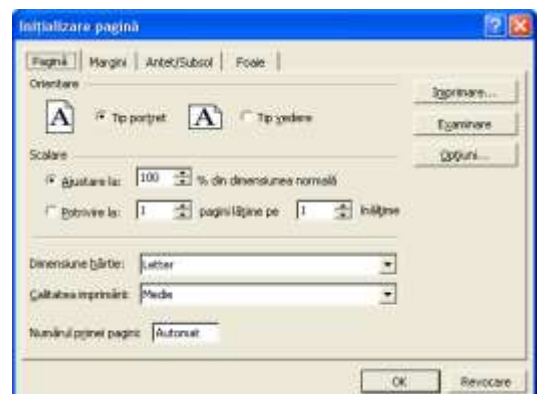 Inițializare pagină
Pagină Margini Antet/Subsol Foaie
Orientare
A Tip portret A Tip vedere
Imprimare...
Examinare
Opțiuni...
Scalare
Ajustare la: 100 % din dimensiunea normală
Potrivire la: 1 pagini lățime pe 1 înălțime
Dimensiune hârtie: Letter
Calitatea imprimării: Medie
Numărul primei pagini: Automat
OK Revocare